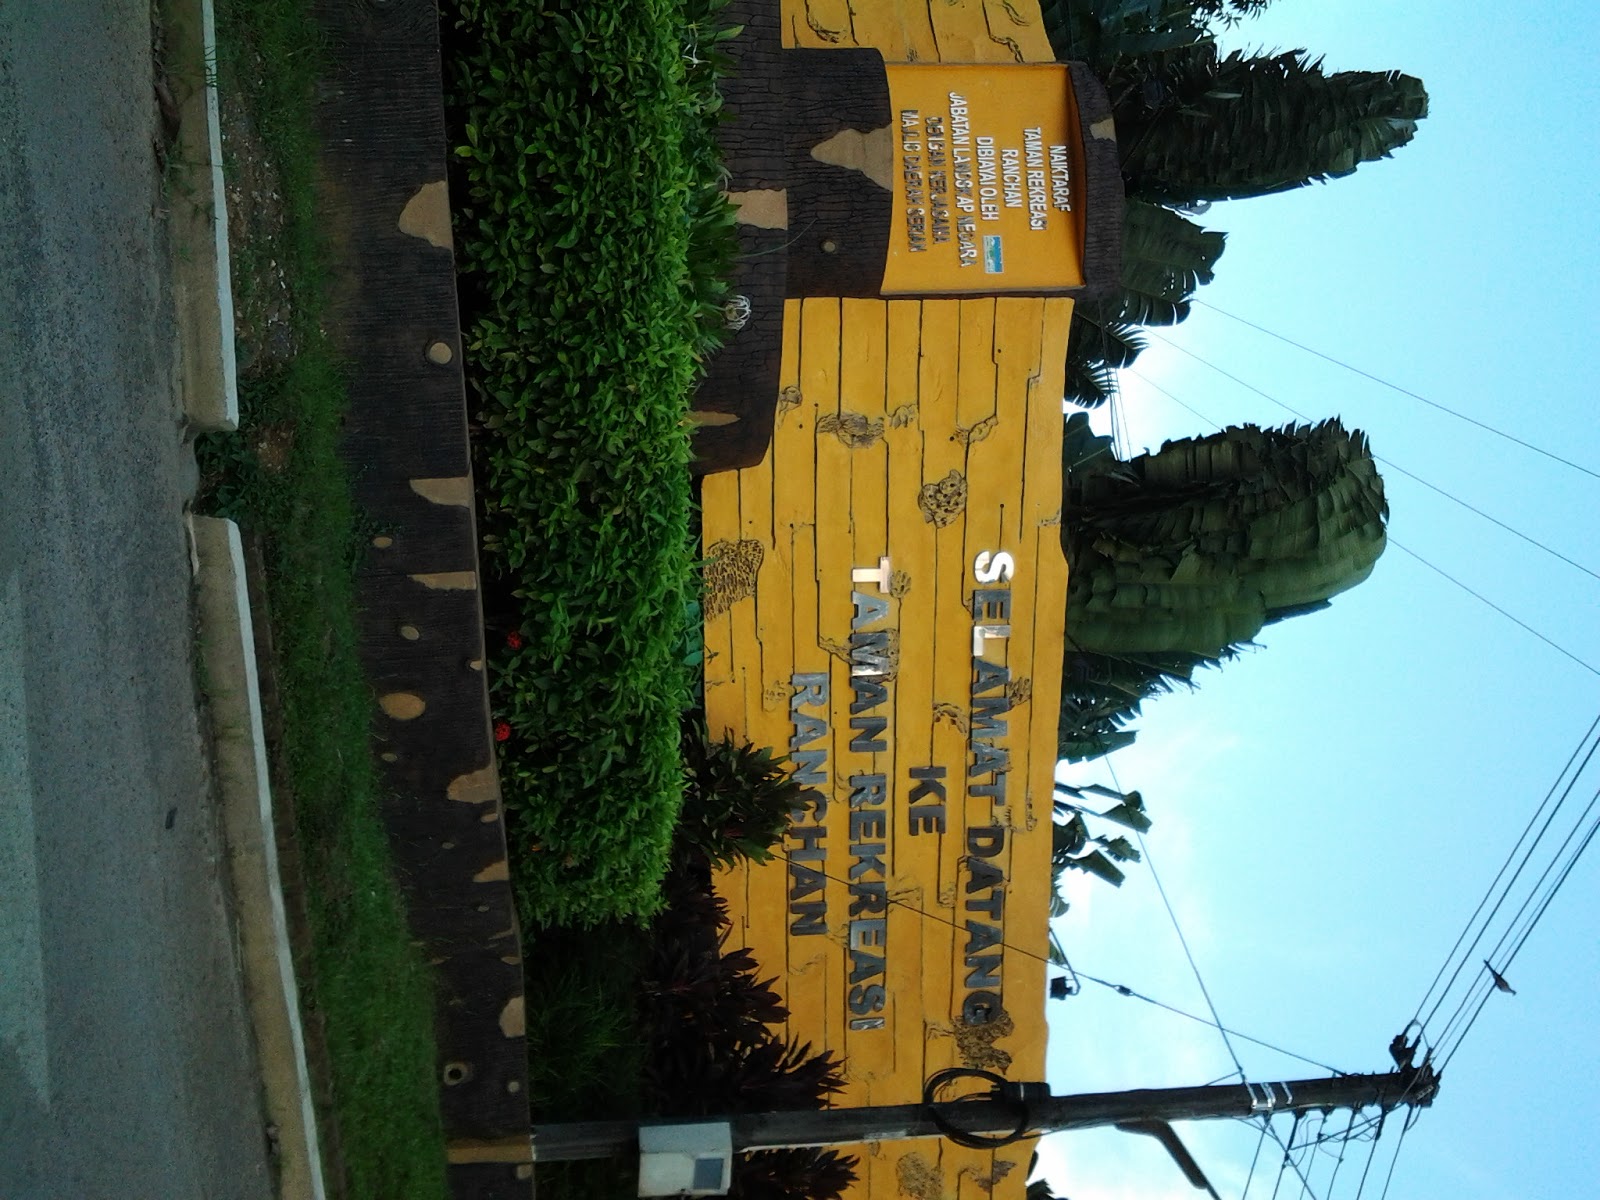 NAIKTARAF
TAMAN REKREASI
RANCHAN
DIBIAYAI OLEH
JABATAN LANDSKAP NEGARA
DENGAN KERJASAMA
MAJLIS DAERAH SERIAN
SELAMAT DATANG
KE
TAMAN REKREASI
RANCHAN